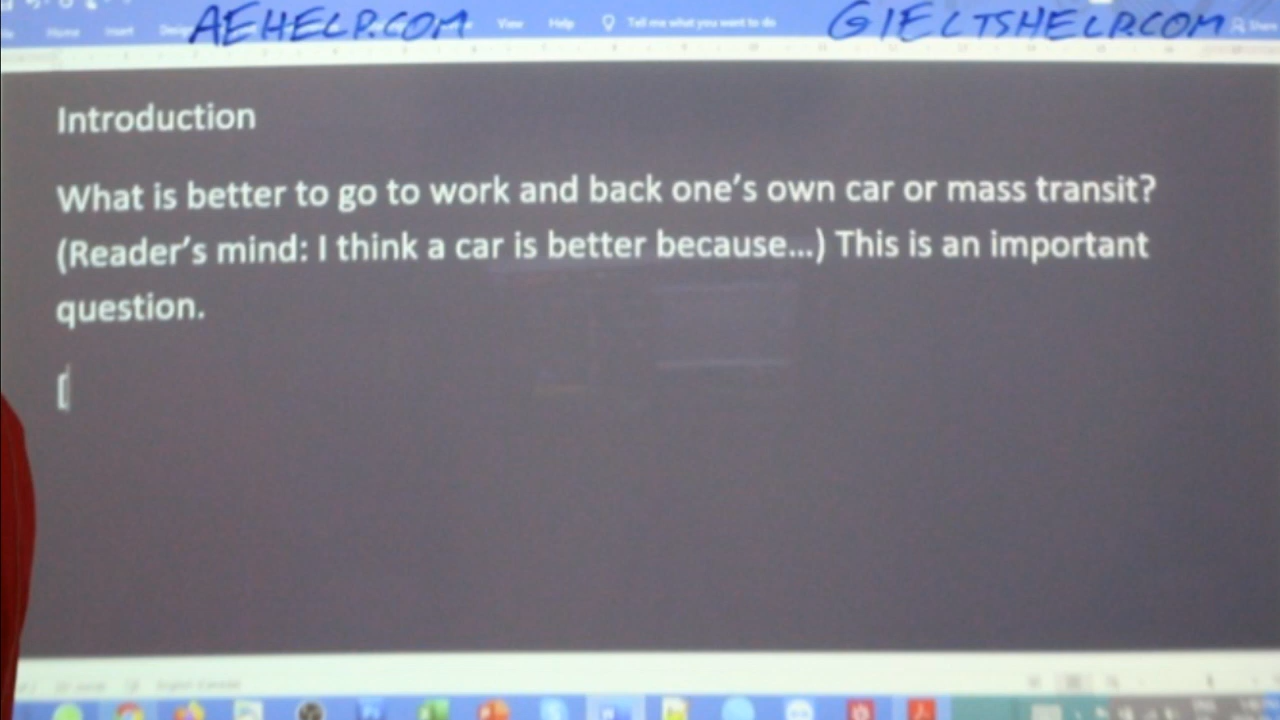 AEHELP.COM View Help Tell me what you want to do GIELTSHELP.COM Share
Home Insert
Introduction
What is better to go to work and back one's own car or mass transit?
(Reader's mind: I think a car is better because...) This is an important
question.
[